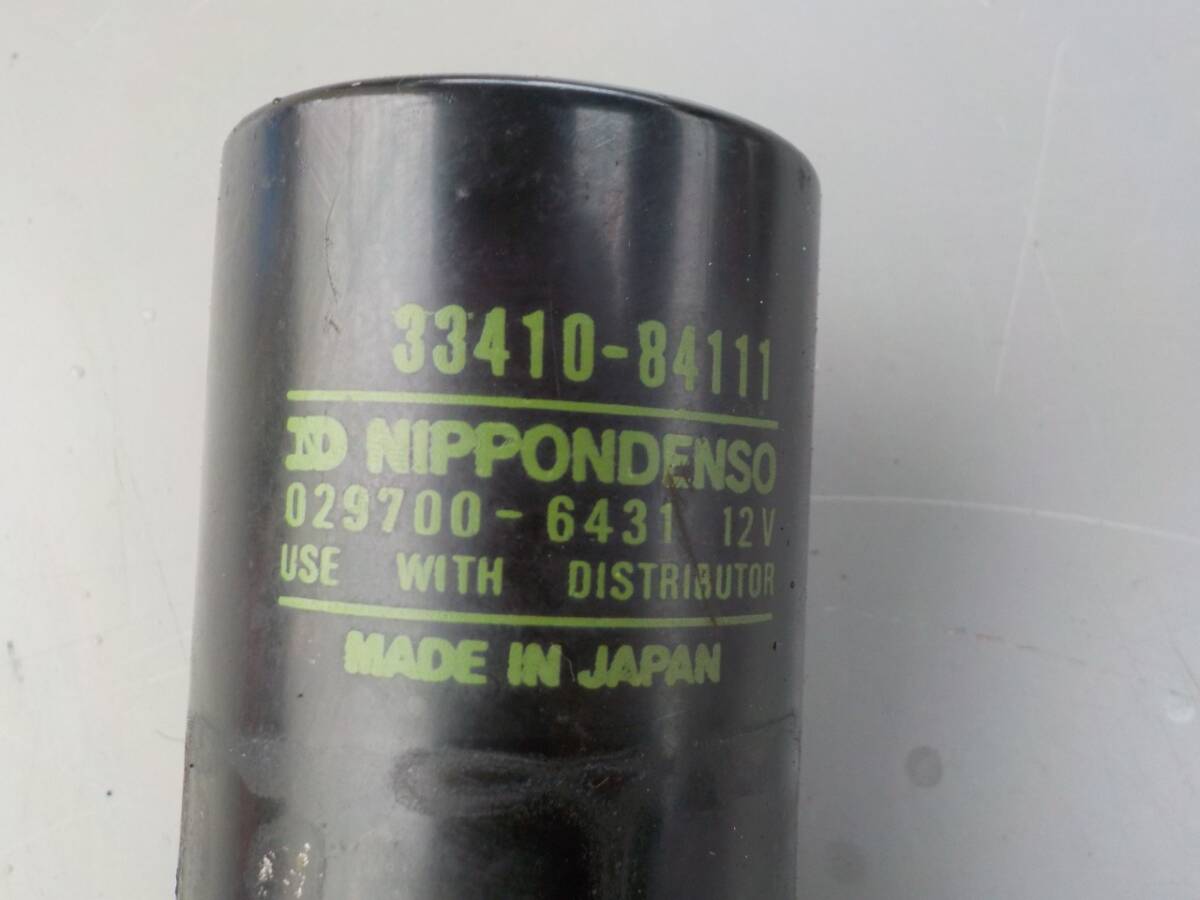 33410-84111
ND NIPPONDENSO
029700-6431 12V
USE WITH DISTRIBUTOR
MADE IN JAPAN